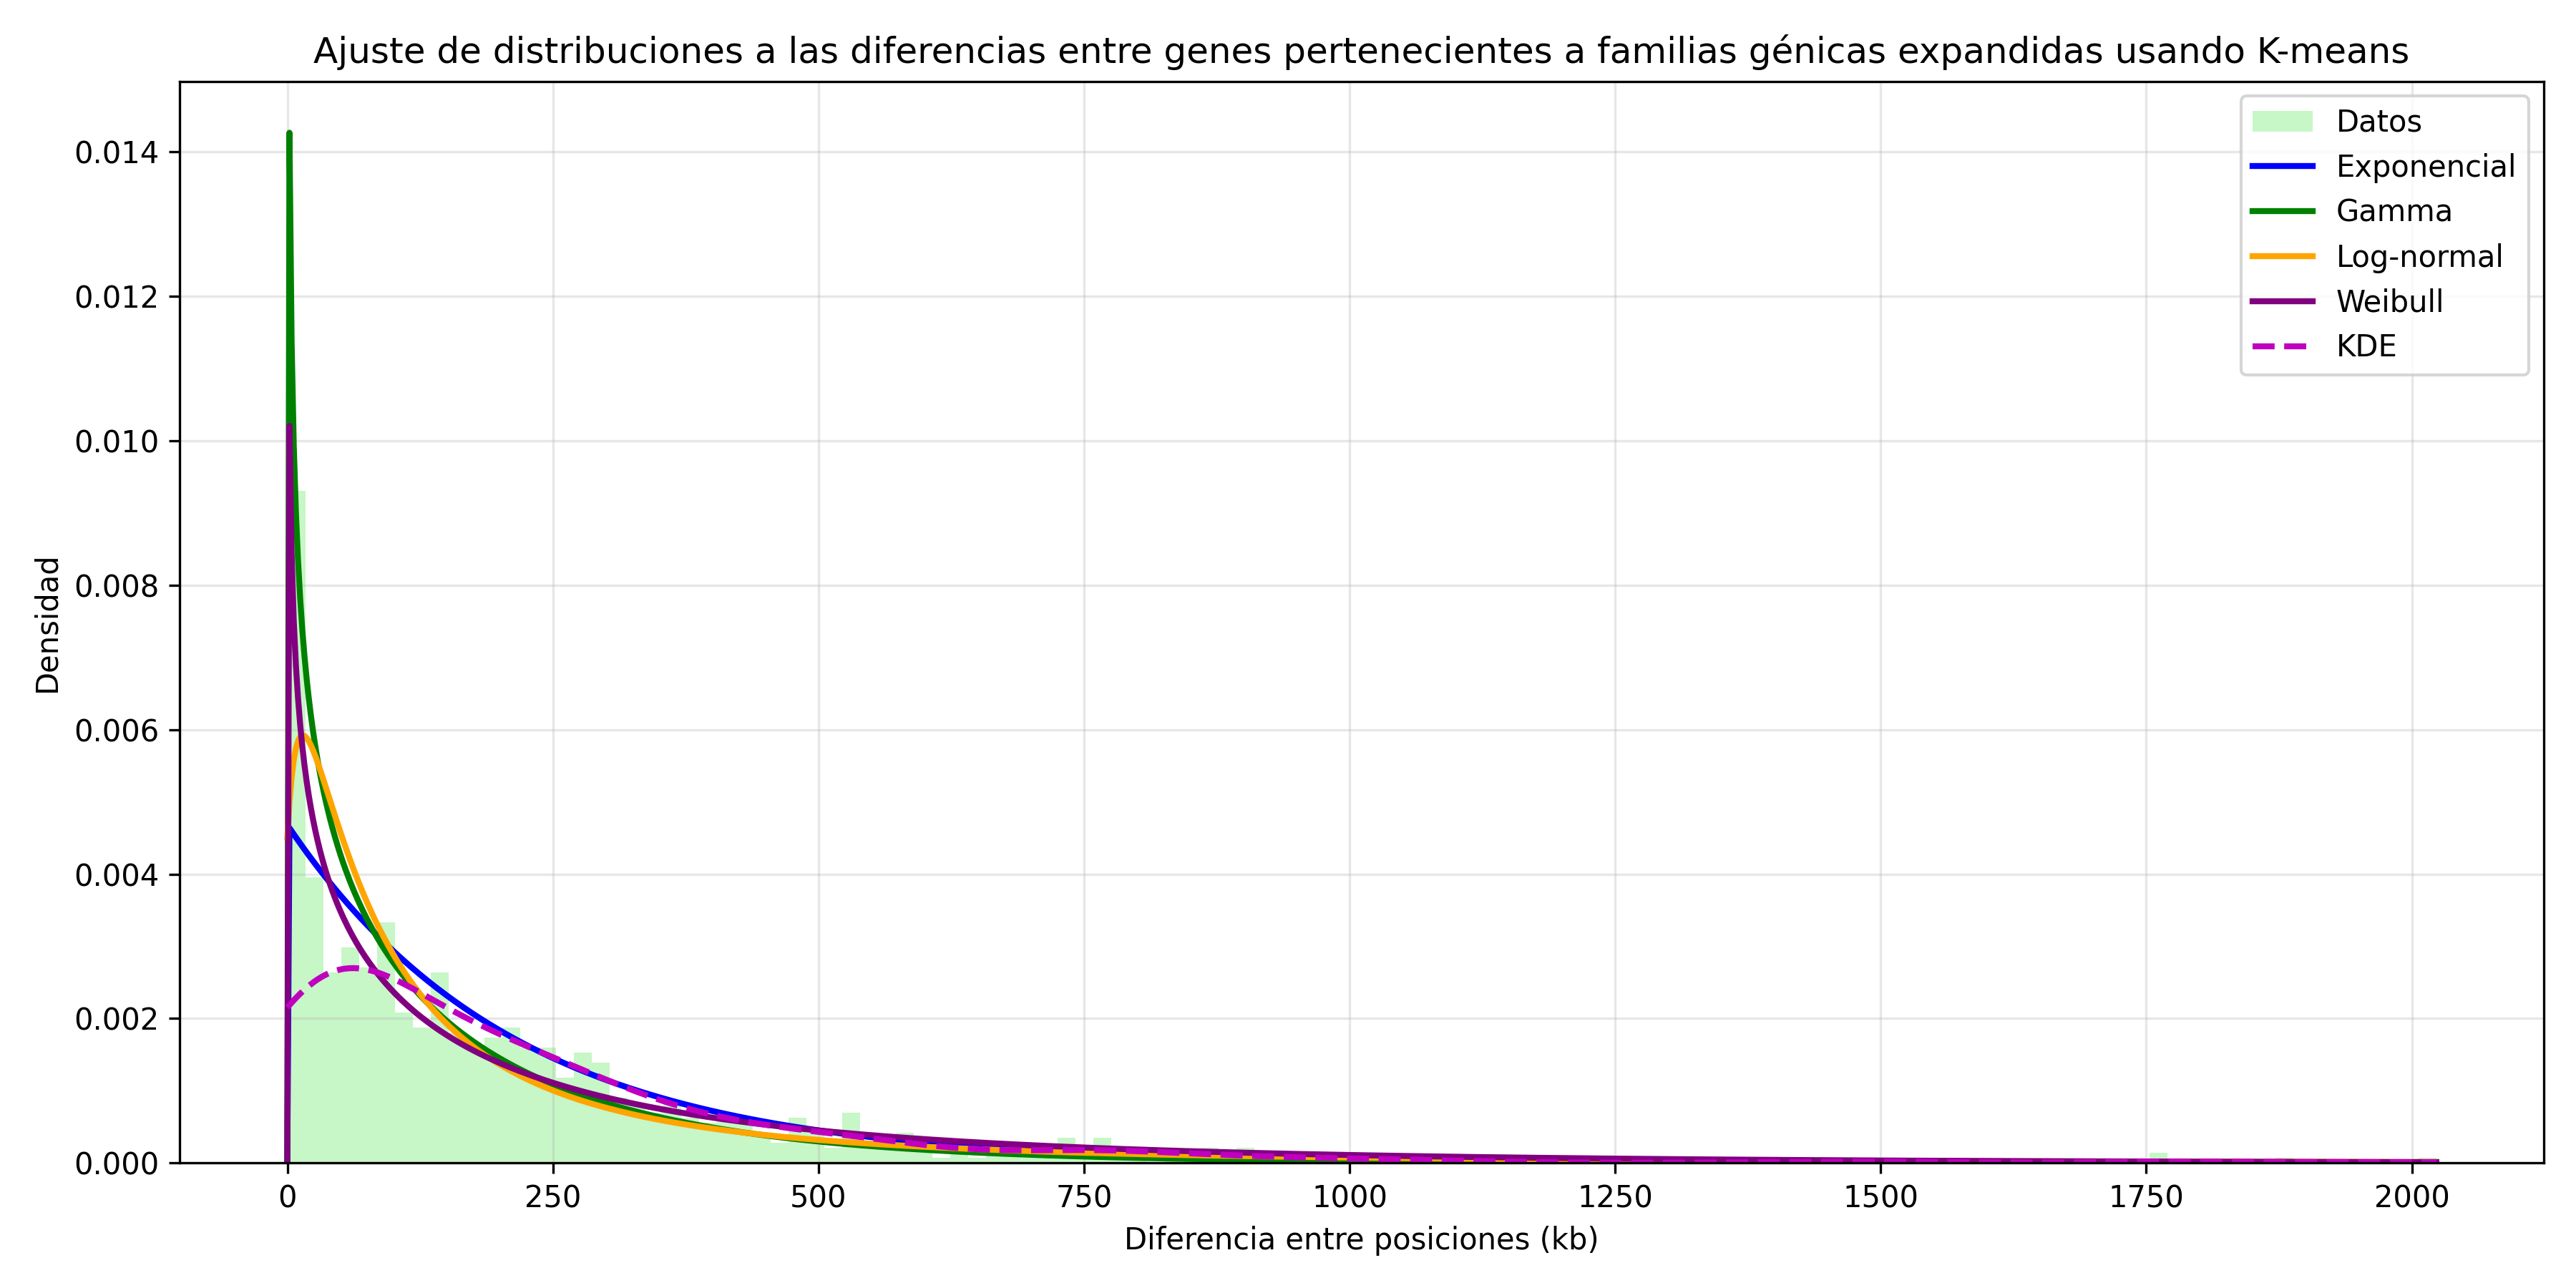 Ajuste de distribuciones a las diferencias entre genes pertenecientes a familias génicas expandidas usando K-means
Datos
Exponencial
Gamma
Log-normal
Weibull
KDE
Densidad
0.014
0.012
0.010
0.008
0.006
0.004
0.002
0.000
0 250 500 750 1000 1250 1500 1750 2000
Diferencia entre posiciones (kb)